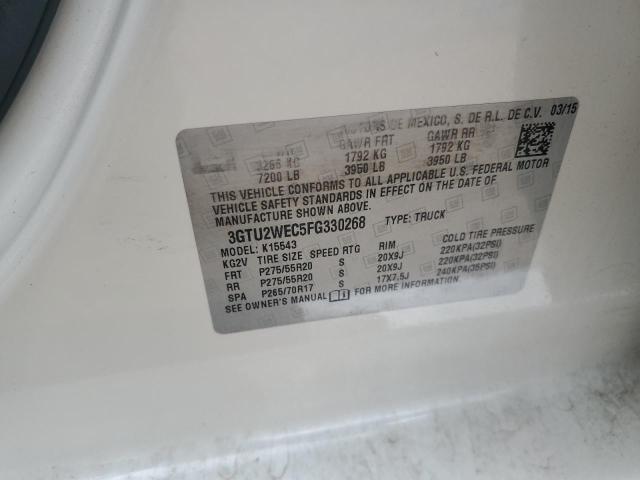 DE MEXICO, S. DE R.L. DE C.V. 03/15
GAWR FRT GAWR RR
3266 KG 1792 KG 1792 KG
7200 LB 3950 LB 3950 LB
THIS VEHICLE CONFORMS TO ALL APPLICABLE U.S. FEDERAL MOTOR
VEHICLE SAFETY STANDARDS IN EFFECT ON THE DATE OF
MANUFACTURE SHOWN ABOVE.
3GTU2WEC5FG330268 TYPE: TRUCK
MODEL: K15543
KG2V TIRE SIZE SPEED RTG RIM COLD TIRE PRESSURE
FRT P275/55R20 S 20X9J 220KPA(32PSI)
RR P275/55R20 S 20X9J 220KPA(32PSI)
SPA P265/70R17 S 17X7.5J 240KPA(35PSI)
SEE OWNER'S MANUAL FOR MORE INFORMATION.